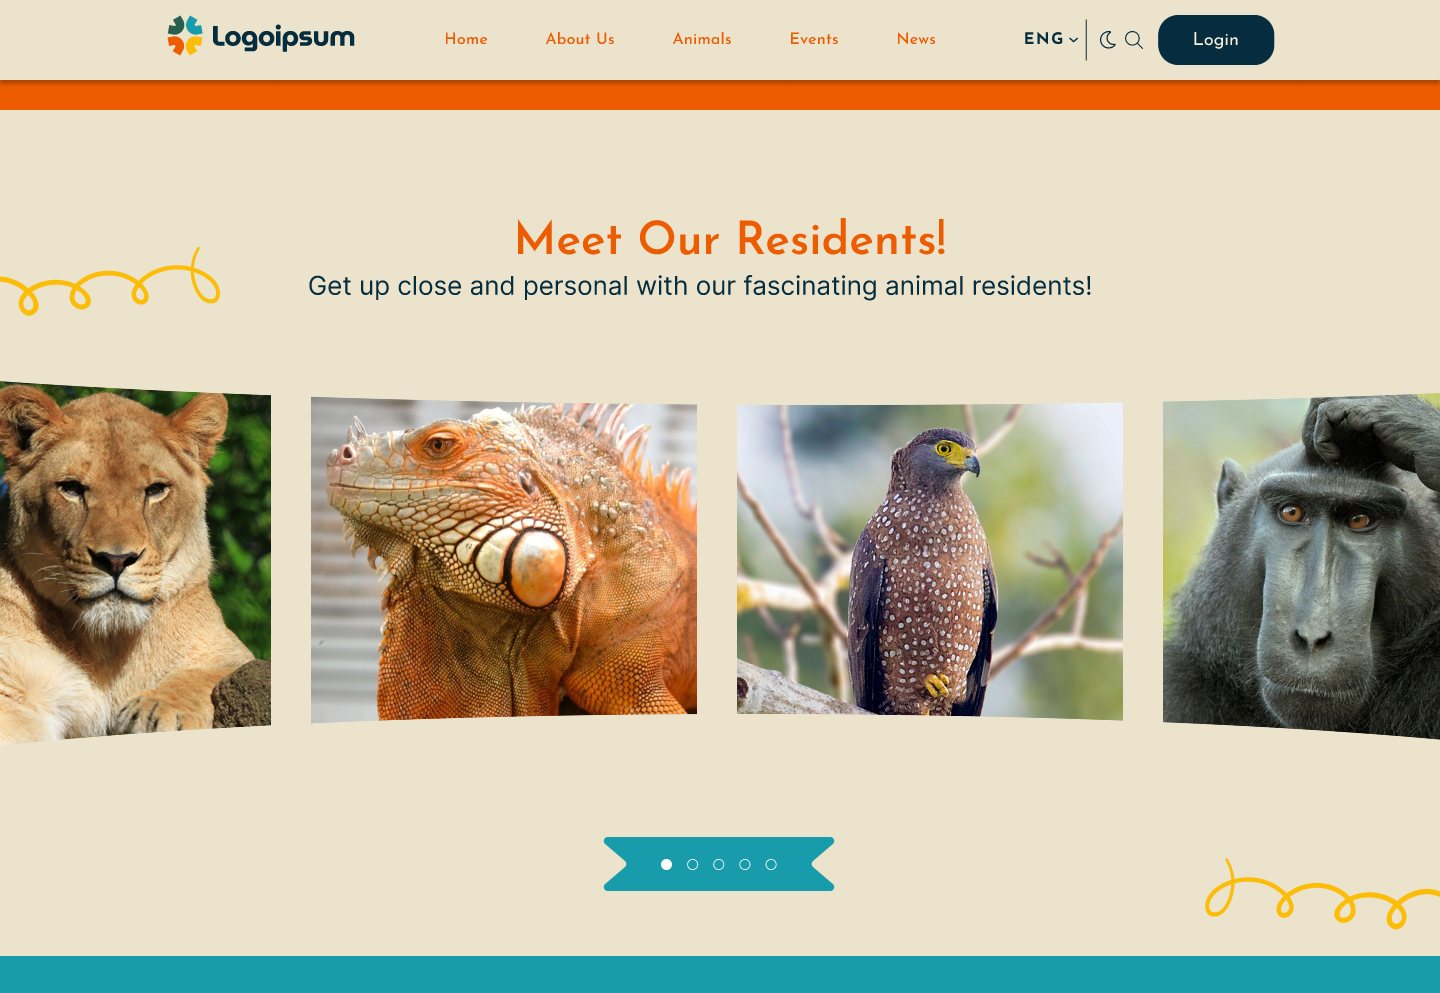 Logoipsum
Home
About Us
Animals
Events
News
ENG
Login
Meet Our Residents!
Get up close and personal with our fascinating animal residents!